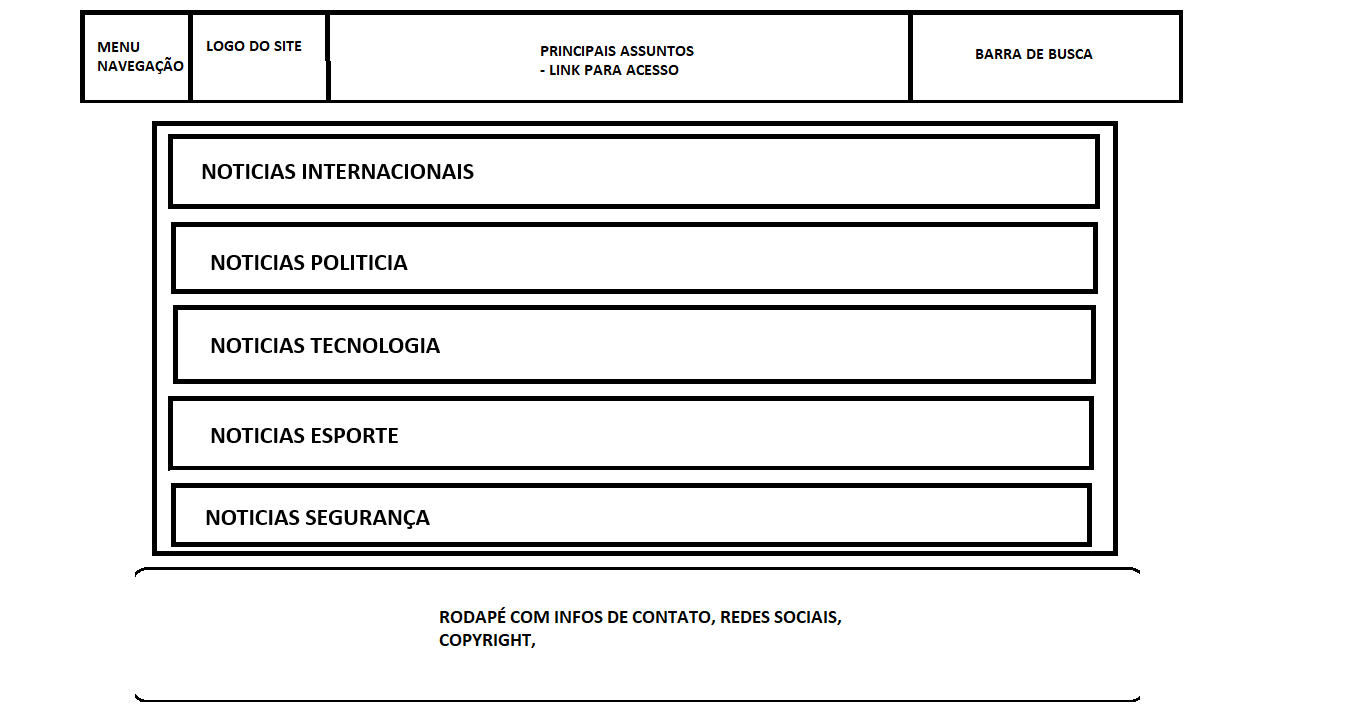 MENU
NAVEGAÇÃO
LOGO DO SITE
PRINCIPAIS ASSUNTOS
- LINK PARA ACESSO
BARRA DE BUSCA
NOTICIAS INTERNACIONAIS
NOTICIAS POLITICIA
NOTICIAS TECNOLOGIA
NOTICIAS ESPORTE
NOTICIAS SEGURANÇA
RODAPÉ COM INFOS DE CONTATO, REDES SOCIAIS,
COPYRIGHT,